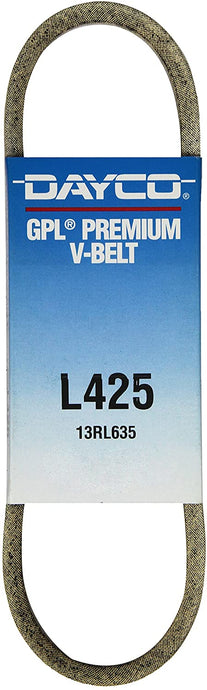 DAYCO®
GPL® PREMIUM
V-BELT
L425
13RL635